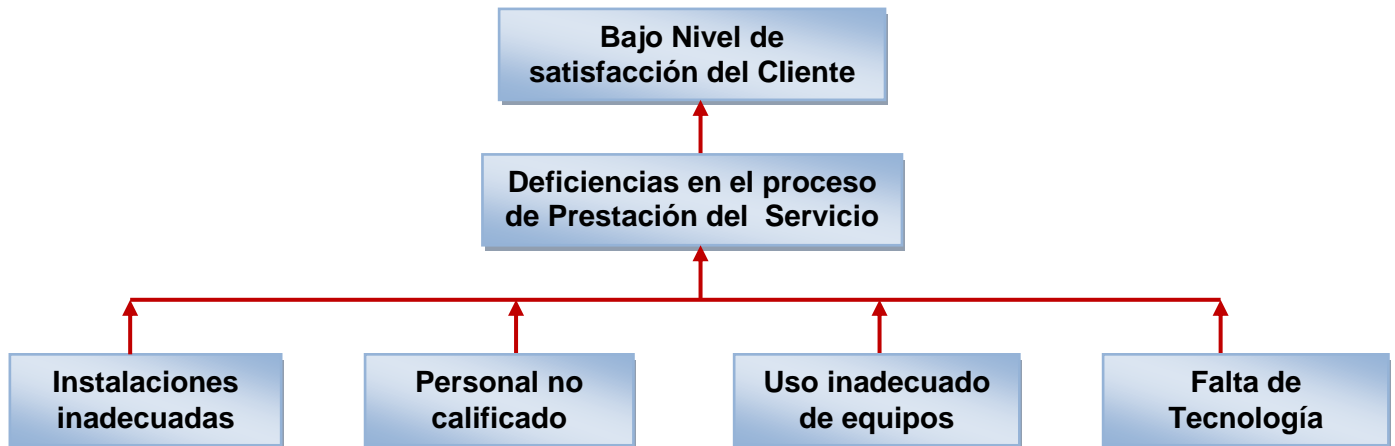 Bajo Nivel de
satisfacción del Cliente
Deficiencias en el proceso
de Prestación del Servicio
Instalaciones
inadecuadas
Personal no
calificado
Uso inadecuado
de equipos
Falta de
Tecnología